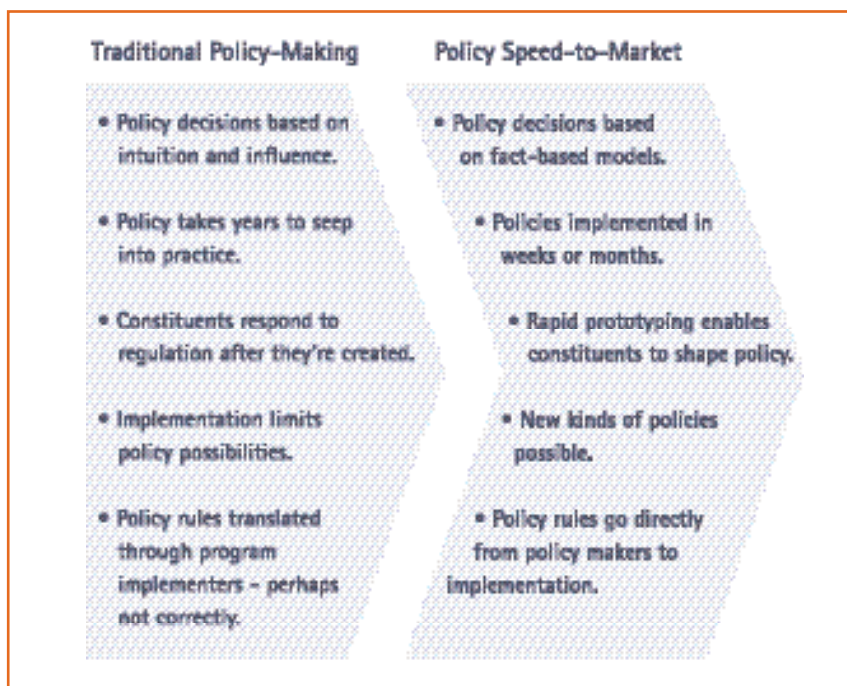 Traditional Policy-Making
• Policy decisions based on
intuition and influence.
• Policy takes years to seep
into practice.
• Constituents respond to
regulation after they're created.
• Implementation limits
policy possibilities.
• Policy rules translated
through program
implementers – perhaps
not correctly.
Policy Speed-to-Market
• Policy decisions based
on fact-based models.
• Policies implemented in
weeks or months.
• Rapid prototyping enables
constituents to shape policy.
• New kinds of policies
possible.
• Policy rules go directly
from policy makers to
implementation.